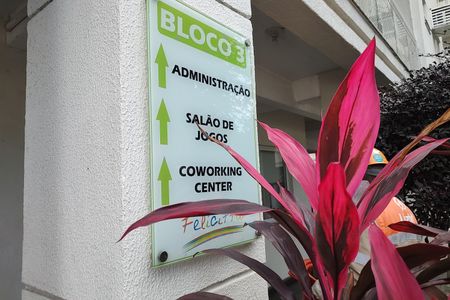 BLOCO 3
ADMINISTRAÇÃO
SALÃO DE
JOGOS
COWORKING
CENTER